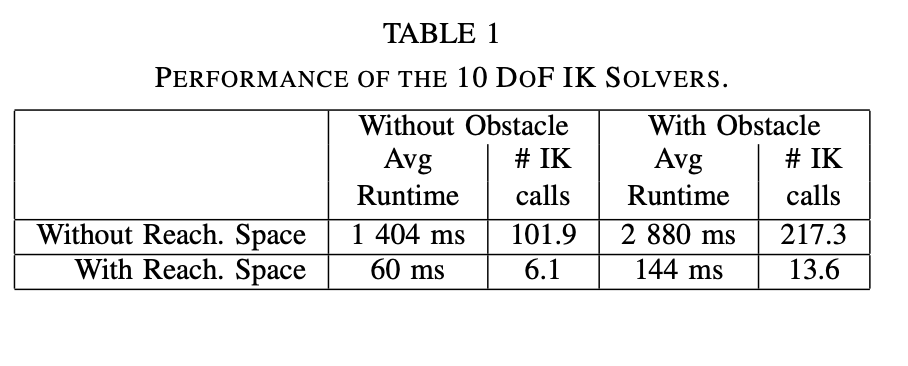 TABLE 1
PERFORMANCE OF THE 10 DOF IK SOLVERS.
Without Obstacle With Obstacle
Avg # IK Avg # IK
Runtime calls Runtime calls
Without Reach. Space 1 404 ms 101.9 2 880 ms 217.3
With Reach. Space 60 ms 6.1 144 ms 13.6